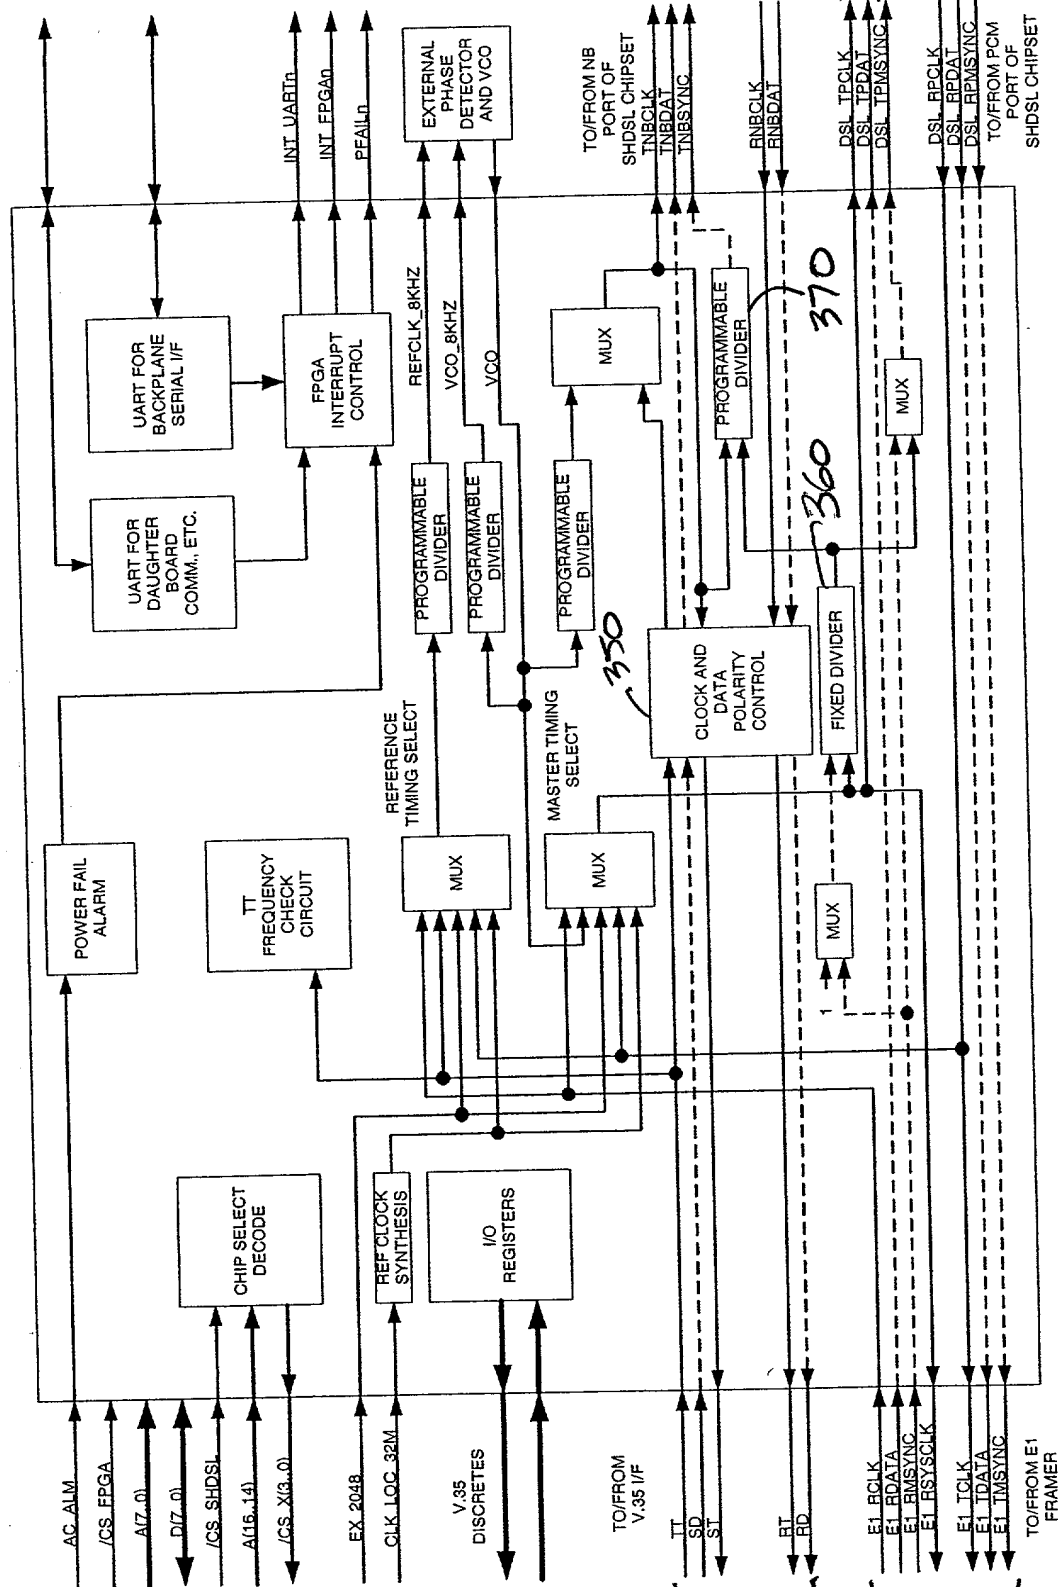 AC_ALM
/CS_FPGA
A(7..0)
D(7..0)
/CS_SHDSL
A(16..14)
/CS_X(3..0)
EX_2048
CLK_LOC_32M
V.35
DISCRETES
TO/FROM
V.35 I/F
TT
SD
ST
RT
RD
E1_RCLK
E1_RDATA
E1_RMSYNC
E1_RSYSCLK
E1_TCLK
E1_TDATA
E1_TMSYNC
TO/FROM E1
FRAMER
CHIP SELECT
DECODE
REF CLOCK
SYNTHESIS
I/O
REGISTERS
POWER FAIL
ALARM
TT
FREQUENCY
CHECK
CIRCUIT
REFERENCE
TIMING SELECT
MUX
MASTER TIMING
SELECT
MUX
1
MUX
UART FOR
DAUGHTER
BOARD
COMM., ETC.
UART FOR
BACKPLANE
SERIAL I/F
FPGA
INTERRUPT
CONTROL
PROGRAMMABLE
DIVIDER
PROGRAMMABLE
DIVIDER
PROGRAMMABLE
DIVIDER
REFCLK_8KHZ
VCO_8KHZ
VCO
MUX
350
CLOCK AND
DATA
POLARITY
CONTROL
PROGRAMMABLE
DIVIDER
370
FIXED DIVIDER
360
MUX
INT_UARTn
INT_FPGAn
PFAILn
EXTERNAL
PHASE
DETECTOR
AND VCO
TO/FROM NB
PORT OF
SHDSL CHIPSET
TNBCLK
TNBDAT
TNBSYNC
RNBCLK
RNBDAT
DSL_TPCLK
DSL_TPDAT
DSL_TPMSYNC
DSL_RPCLK
DSL_RPDAT
DSL_RPMSYNC
TO/FROM PCM
PORT OF
SHDSL CHIPSET